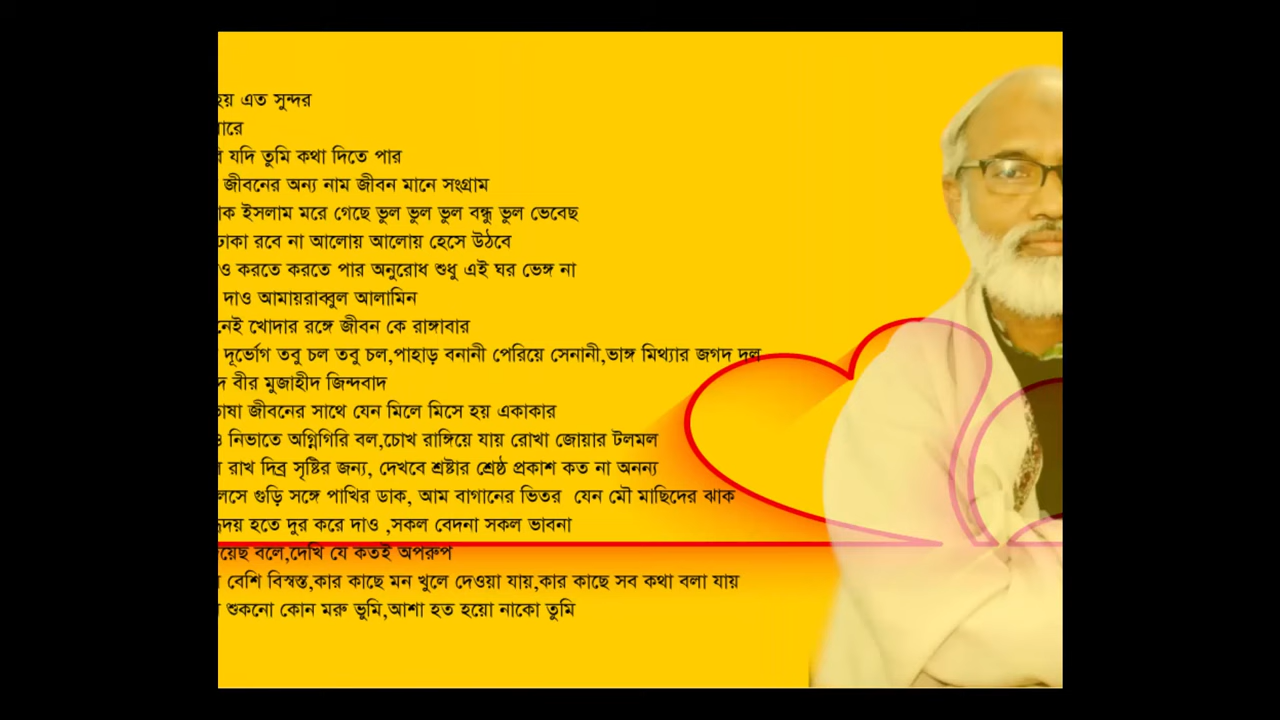 এত সুন্দর
যদি তুমি কথা দিতে পার
জীবনের অন্য নাম জীবন মানে সংগ্রাম
ইসলাম মরে গেছে ভুল ভুল ভুল বন্ধু ভুল ভেবেছ
ঢাকা রবে না আলোয় আলোয় হেসে উঠবে
ও করতে করতে পার অনুরোধ শুধু এই ঘর ভেঙ্গ না
দাও আমায়রাব্বুল আলামিন
নেই খোদার রঙ্গে জীবন কে রাঙ্গাবার
দূর্ভোগ তবু চল তবু চল,পাহাড় বনানী পেরিয়ে সেনানী,ভাঙ্গ মিথ্যার জগদ দল
বীর মুজাহীদ জিন্দবাদ
ভাষা জীবনের সাথে যেন মিলে মিসে হয় একাকার
নিভাতে অগ্নিগিরি বল,চোখ রাঙ্গিয়ে যায় রোখা জোয়ার টলমল
রাখ দিব্র সৃষ্টির জন্য, দেখবে শ্রষ্টার শ্রেষ্ঠ প্রকাশ কত না অনন্য
গুড়ি সঙ্গে পাখির ডাক, আম বাগানের ভিতর  যেন মৌ মাছিদের ঝাক
হৃদয় হতে দুর করে দাও ,সকল বেদনা সকল ভাবনা
বলে,দেখি যে কতই অপরুপ
বেশি বিস্বস্ত,কার কাছে মন খুলে দেওয়া যায়,কার কাছে সব কথা বলা যায়
শুকনো কোন মরু ভুমি,আশা হত হয়ো নাকো তুমি